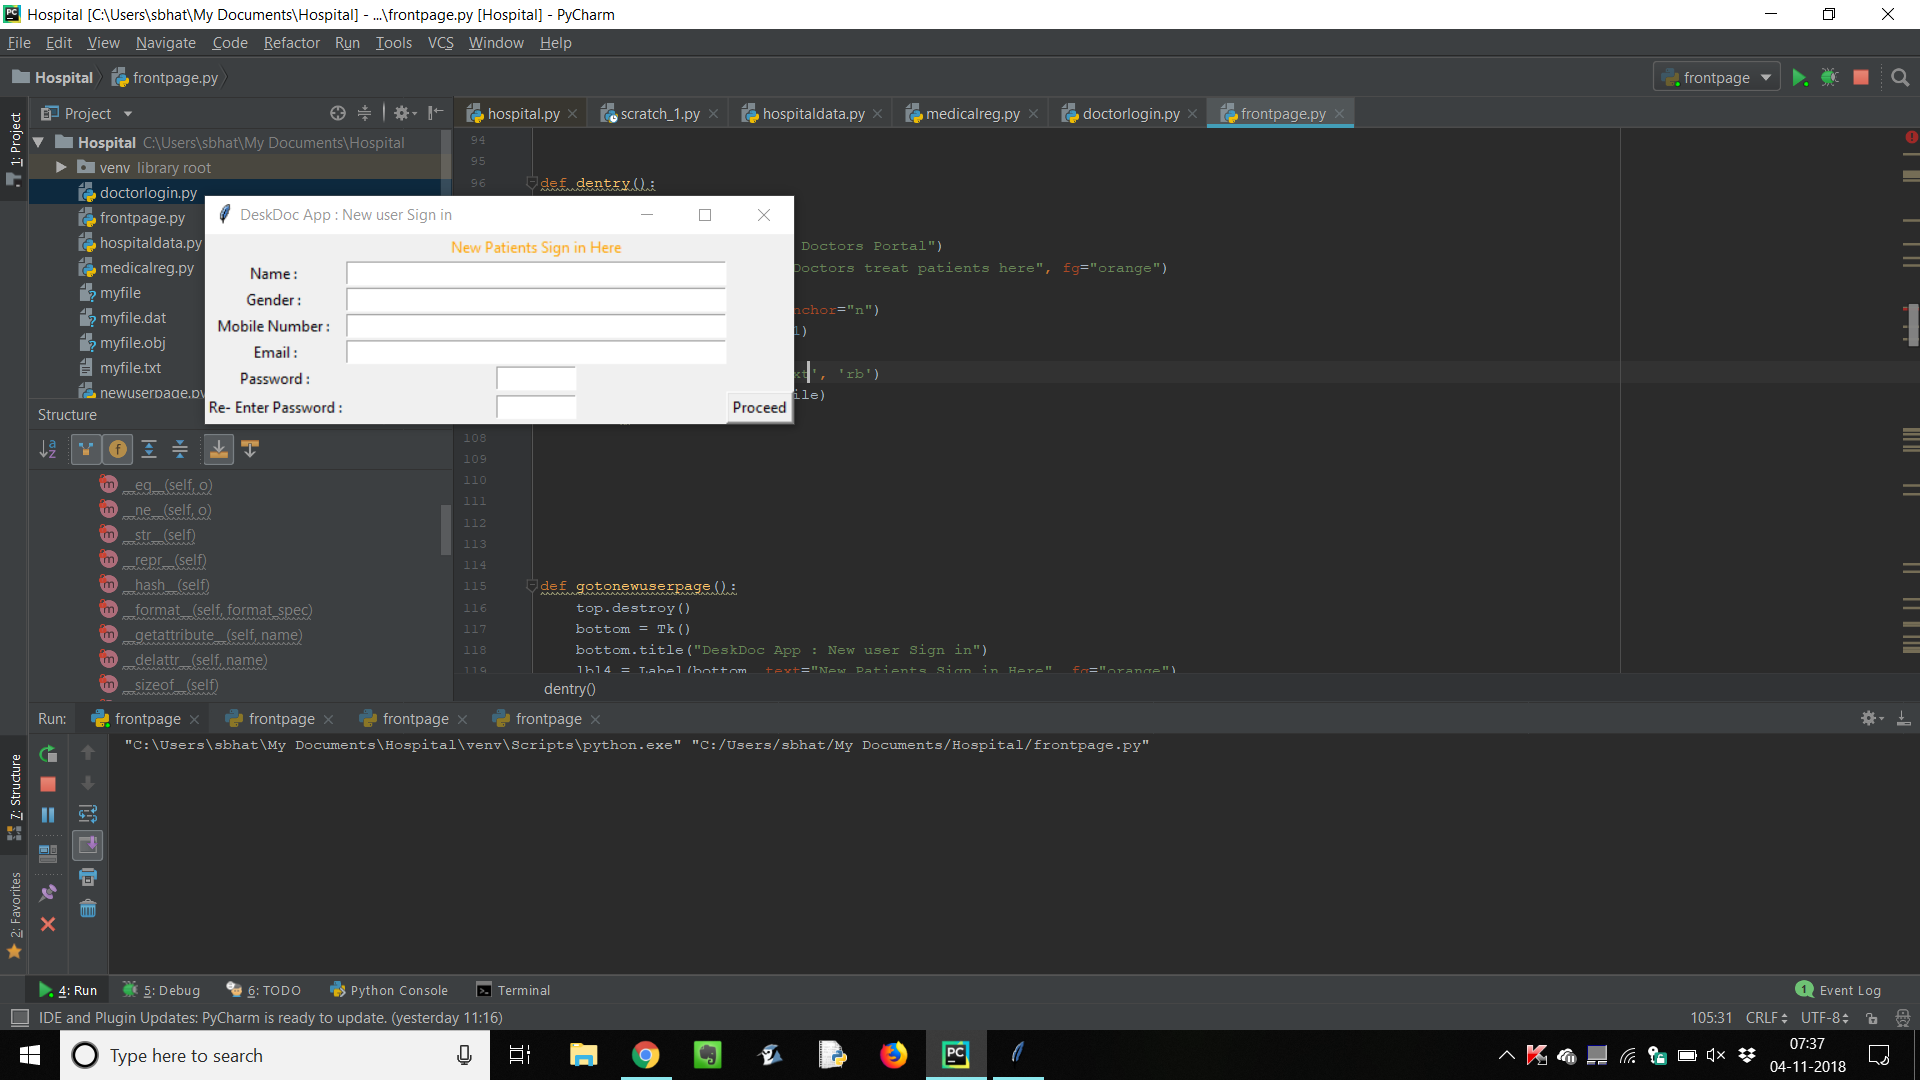 Hospital [C:\Users\sbhat\My Documents\Hospital] - ...\frontpage.py [Hospital] - PyCharm
File Edit View Navigate Code Refactor Run Tools VCS Window Help
Hospital frontpage.py
frontpage
Project
hospital.py scratch_1.py hospitaldata.py medicalreg.py doctorlogin.py frontpage.py
1: Project
Hospital C:\Users\sbhat\My Documents\Hospital
venv library root
doctorlogin.py
frontpage.py
hospitaldata.py
medicalreg.py
myfile
myfile.dat
myfile.obj
myfile.txt
newuserpage.py
94
95
96 def dentry():
Doctors Portal")
Doctors treat patients here", fg="orange")
nchor="n")
l)
xt', 'rb')
ile)
DeskDoc App : New user Sign in
New Patients Sign in Here
Name :
Gender :
Mobile Number :
Email :
Password :
Re- Enter Password :
Proceed
108
109
110
111
112
113
114
115 def gotonewuserpage():
116 top.destroy()
117 bottom = Tk()
118 bottom.title("DeskDoc App : New user Sign in")
119 lbl4 = Label(bottom, text="New Patients Sign in Here", fg="orange")
dentry()
Structure
__eq__(self, o)
__ne__(self, o)
__str__(self)
__repr__(self)
__hash__(self)
__format__(self, format_spec)
__getattribute__(self, name)
__delattr__(self, name)
__sizeof__(self)
Run: frontpage frontpage frontpage frontpage
"C:\Users\sbhat\My Documents\Hospital\venv\Scripts\python.exe" "C:/Users/sbhat/My Documents/Hospital/frontpage.py"
7: Structure
2: Favorites
4: Run 5: Debug 6: TODO Python Console Terminal
1 Event Log
IDE and Plugin Updates: PyCharm is ready to update. (yesterday 11:16)
105:31 CRLF UTF-8
Type here to search
07:37
04-11-2018